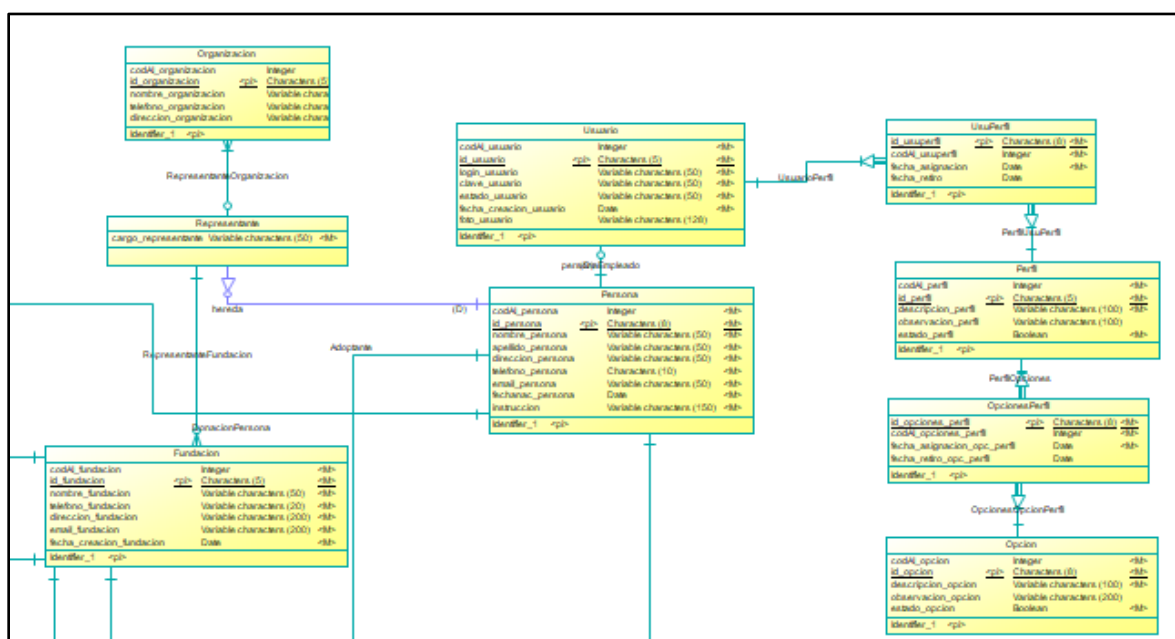 Organizacion
codAI_organizacion Integer
id_organizacion <pi> Characters (5
nombre_organizacion Variable chara
telefono_organizacion Variable chara
direccion_organizacion Variable chara
Identifier_1 <pi>
RepresentanteOrganizacion
Representante
cargo_representante Variable characters (50) <M>
hereda
(D)
RepresentanteFundacion
Adoptante
DonacionPersona
Fundacion
codAI_fundacion Integer <M>
id_fundacion <pi> Characters (5) <M>
nombre_fundacion Variable characters (50) <M>
telefono_fundacion Variable characters (20) <M>
direccion_fundacion Variable characters (200) <M>
email_fundacion Variable characters (200) <M>
fecha_creacion_fundacion Date <M>
Identifier_1 <pi>
Usuario
codAI_usuario Integer <M>
id_usuario <pi> Characters (5) <M>
login_usuario Variable characters (50) <M>
clave_usuario Variable characters (50) <M>
estado_usuario Variable characters (50) <M>
fecha_creacion_usuario Date <M>
foto_usuario Variable characters (128)
Identifier_1 <pi>
Persona
codAI_persona Integer <M>
id_persona <pi> Characters (6) <M>
nombre_persona Variable characters (50) <M>
apellido_persona Variable characters (50) <M>
direccion_persona Variable characters (50) <M>
telefono_persona Characters (10) <M>
email_persona Variable characters (50) <M>
fechanac_persona Date <M>
instruccion Variable characters (150) <M>
Identifier_1 <pi>
UsuarioPerfil
UsuPerfil
id_usuperfil <pi> Characters (6) <M>
codAI_usuperfil Integer <M>
fecha_asignacion Date <M>
fecha_retiro Date
Identifier_1 <pi>
PerfilUsuPerfil
Perfil
codAI_perfil Integer <M>
id_perfil <pi> Characters (5) <M>
descripcion_perfil Variable characters (100) <M>
observacion_perfil Variable characters (100)
estado_perfil Boolean <M>
Identifier_1 <pi>
PerfilOpciones
OpcionesPerfil
id_opciones_perfil <pi> Characters (6) <M>
codAI_opciones_perfil Integer <M>
fecha_asignacion_opc_perfil Date <M>
fecha_retiro_opc_perfil Date
Identifier_1 <pi>
OpcionesOpcionPerfil
Opcion
codAI_opcion Integer <M>
id_opcion <pi> Characters (6) <M>
descripcion_opcion Variable characters (100) <M>
observacion_opcion Variable characters (200)
estado_opcion Boolean <M>
Identifier_1 <pi>